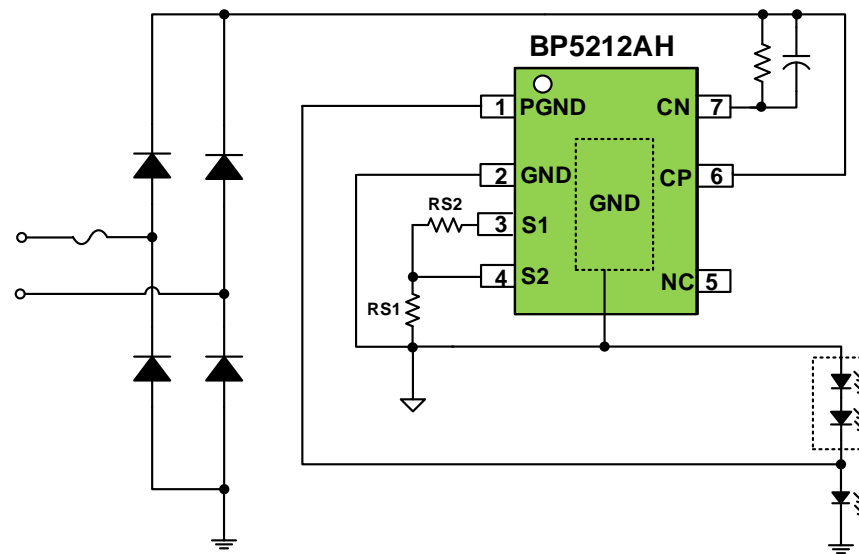 BP5212AH
1 PGND CN 7
2 GND CP 6
GND
RS2
3 S1
4 S2 NC 5
RS1